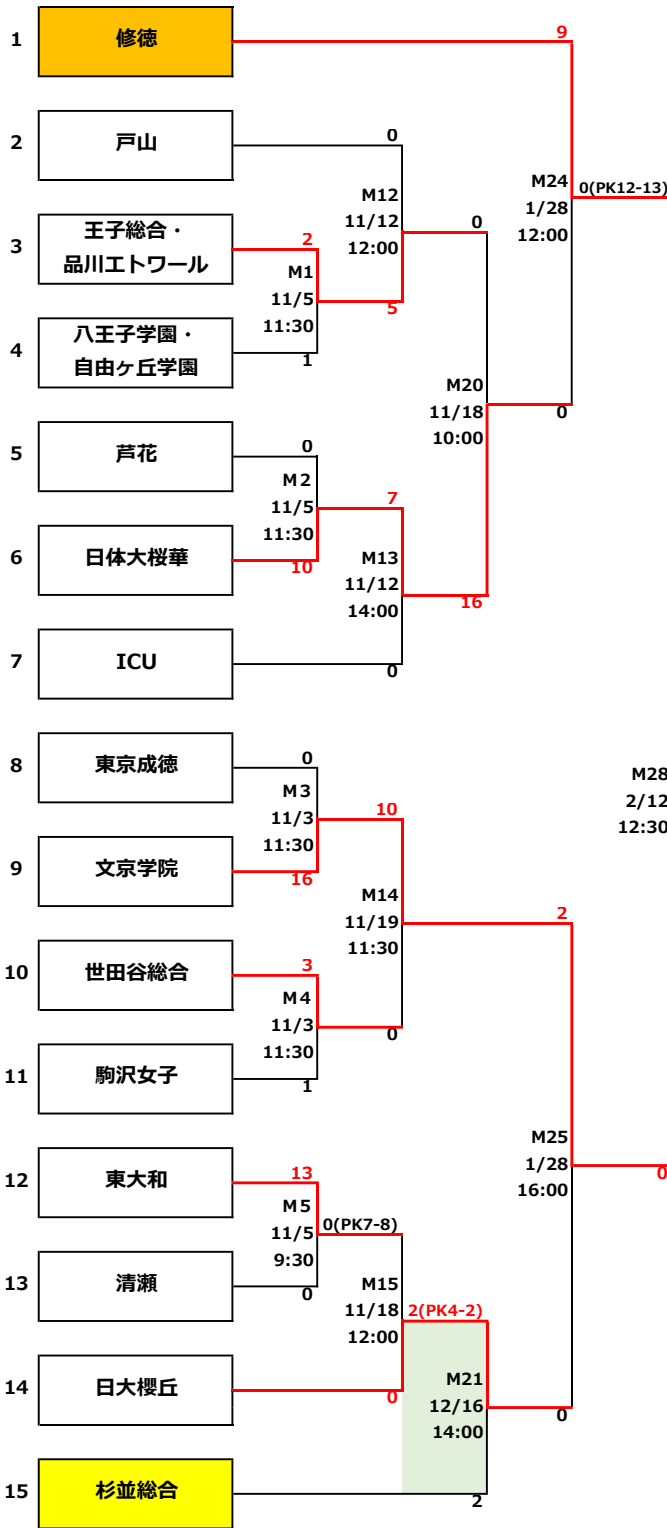 9
1
修徳
0
2
戸山
M12
11/12
12:00
M24
1/28
12:00
0(PK12-13)
0
3
王子総合・
品川エトワール
2
M1
11/5
11:30
5
4
八王子学園・
自由ヶ丘学園
1
M20
11/18
10:00
0
5
芦花
0
M2
11/5
11:30
7
6
日体大桜華
10
M13
11/12
14:00
16
7
ICU
0
8
東京成徳
0
M3
11/3
11:30
10
M28
2/12
12:30
9
文京学院
16
M14
11/19
11:30
2
10
世田谷総合
3
M4
11/3
11:30
0
11
駒沢女子
1
M25
1/28
16:00
0
12
東大和
13
M5
11/5
9:30
0(PK7-8)
13
清瀬
0
M15
11/18
12:00
2(PK4-2)
14
日大櫻丘
0
M21
12/16
14:00
0
15
杉並総合
2